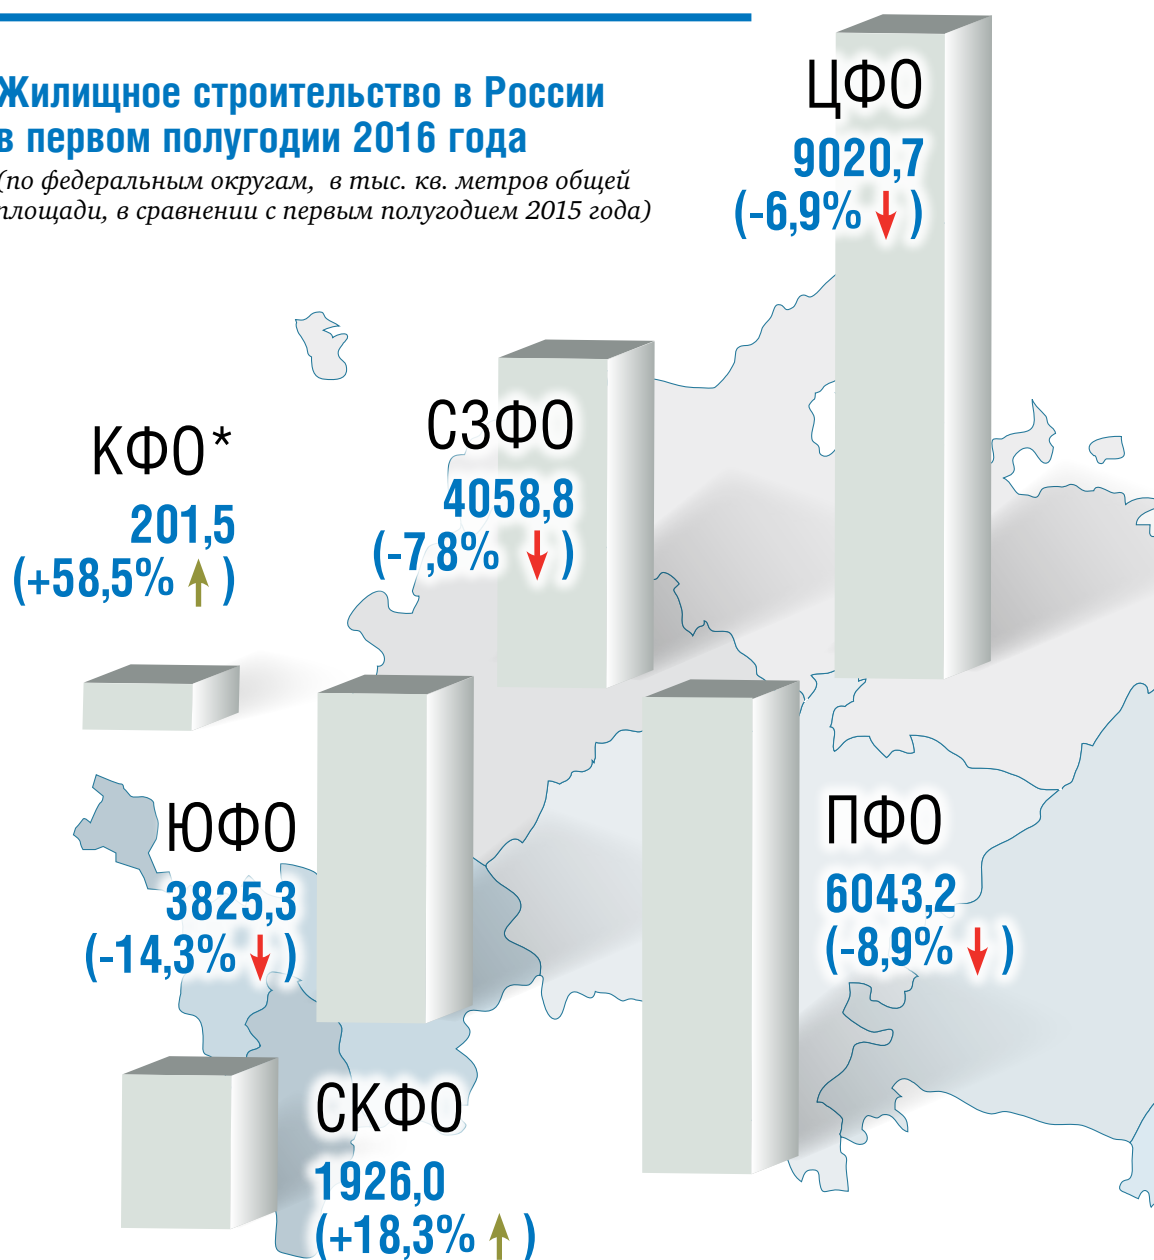 Жилищное строительство в России
в первом полугодии 2016 года
(по федеральным округам, в тыс. кв. метров общей
площади, в сравнении с первым полугодием 2015 года)
ЦФО
9020,7
(-6,9% ↓ )
СЗФО
4058,8
(-7,8% ↓ )
КФО*
201,5
(+58,5% ↑ )
ЮФО
3825,3
(-14,3% ↓ )
ПФО
6043,2
(-8,9% ↓ )
СКФО
1926,0
(+18,3% ↑ )